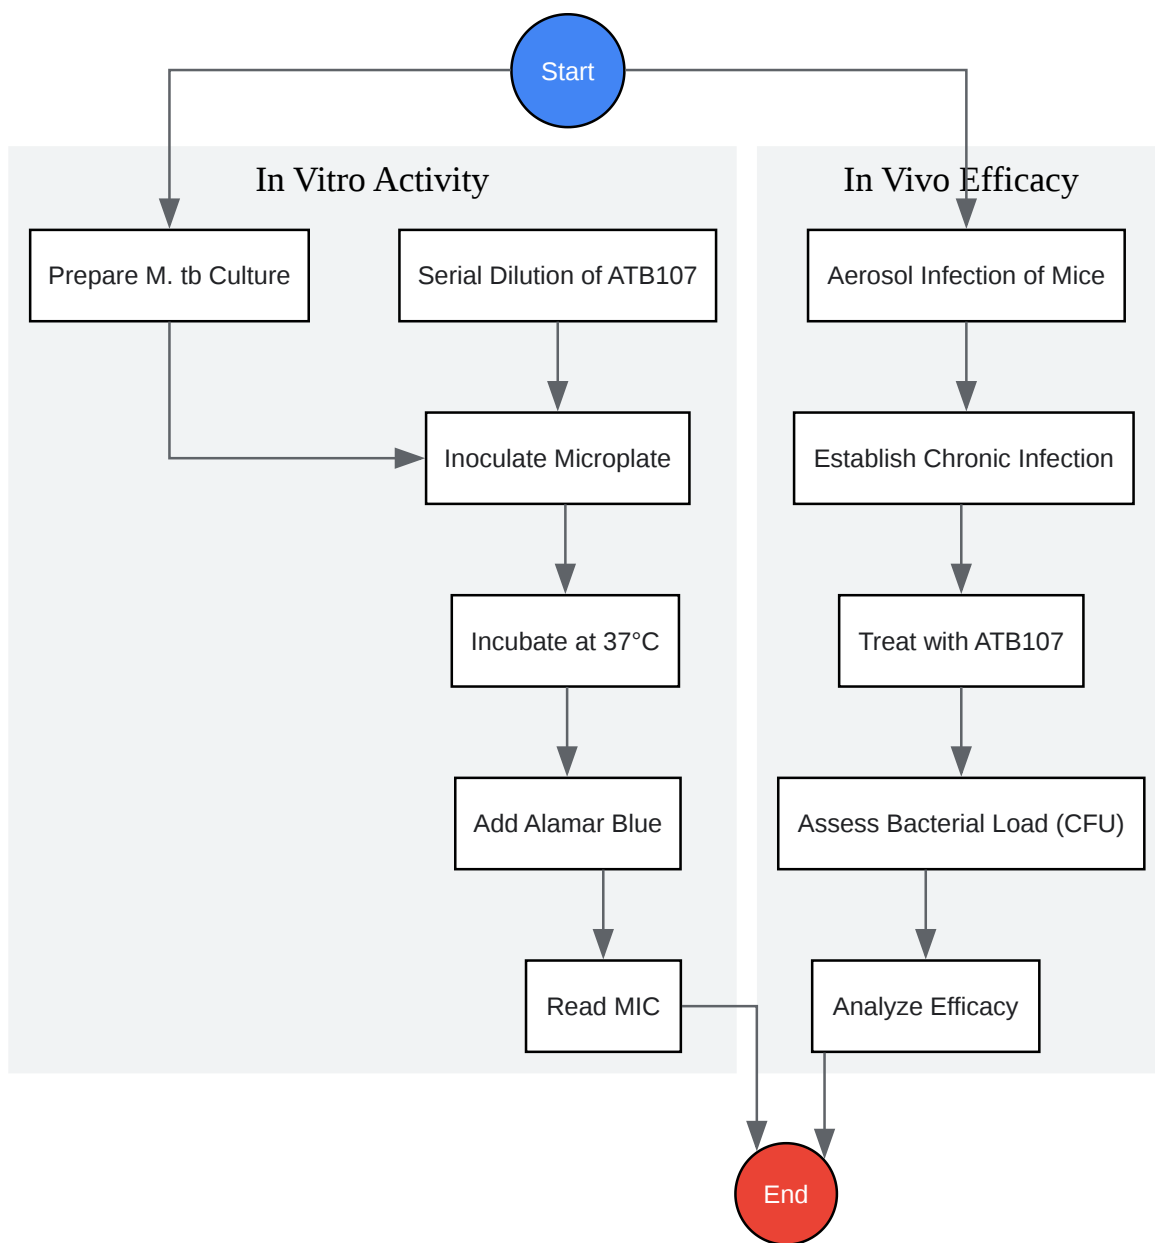 Start
In Vitro Activity
Prepare M. tb Culture
Serial Dilution of ATB107
Inoculate Microplate
Incubate at 37°C
Add Alamar Blue
Read MIC
In Vivo Efficacy
Aerosol Infection of Mice
Establish Chronic Infection
Treat with ATB107
Assess Bacterial Load (CFU)
Analyze Efficacy
End